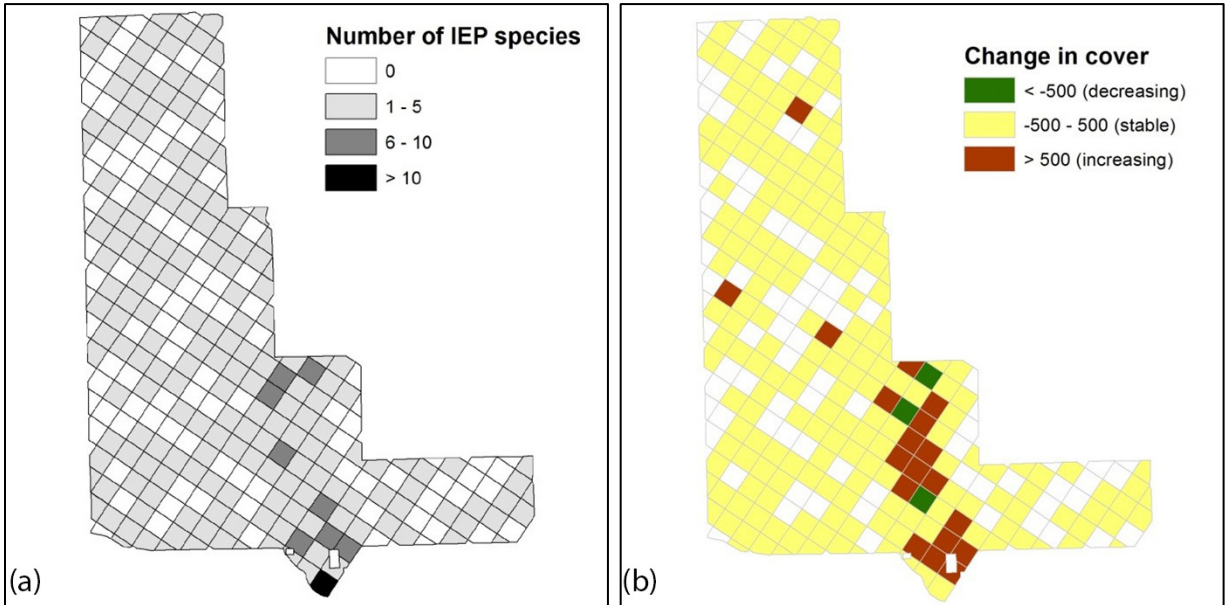 Number of IEP species
0
1 - 5
6 - 10
> 10
(a)
Change in cover
< -500 (decreasing)
-500 - 500 (stable)
> 500 (increasing)
(b)